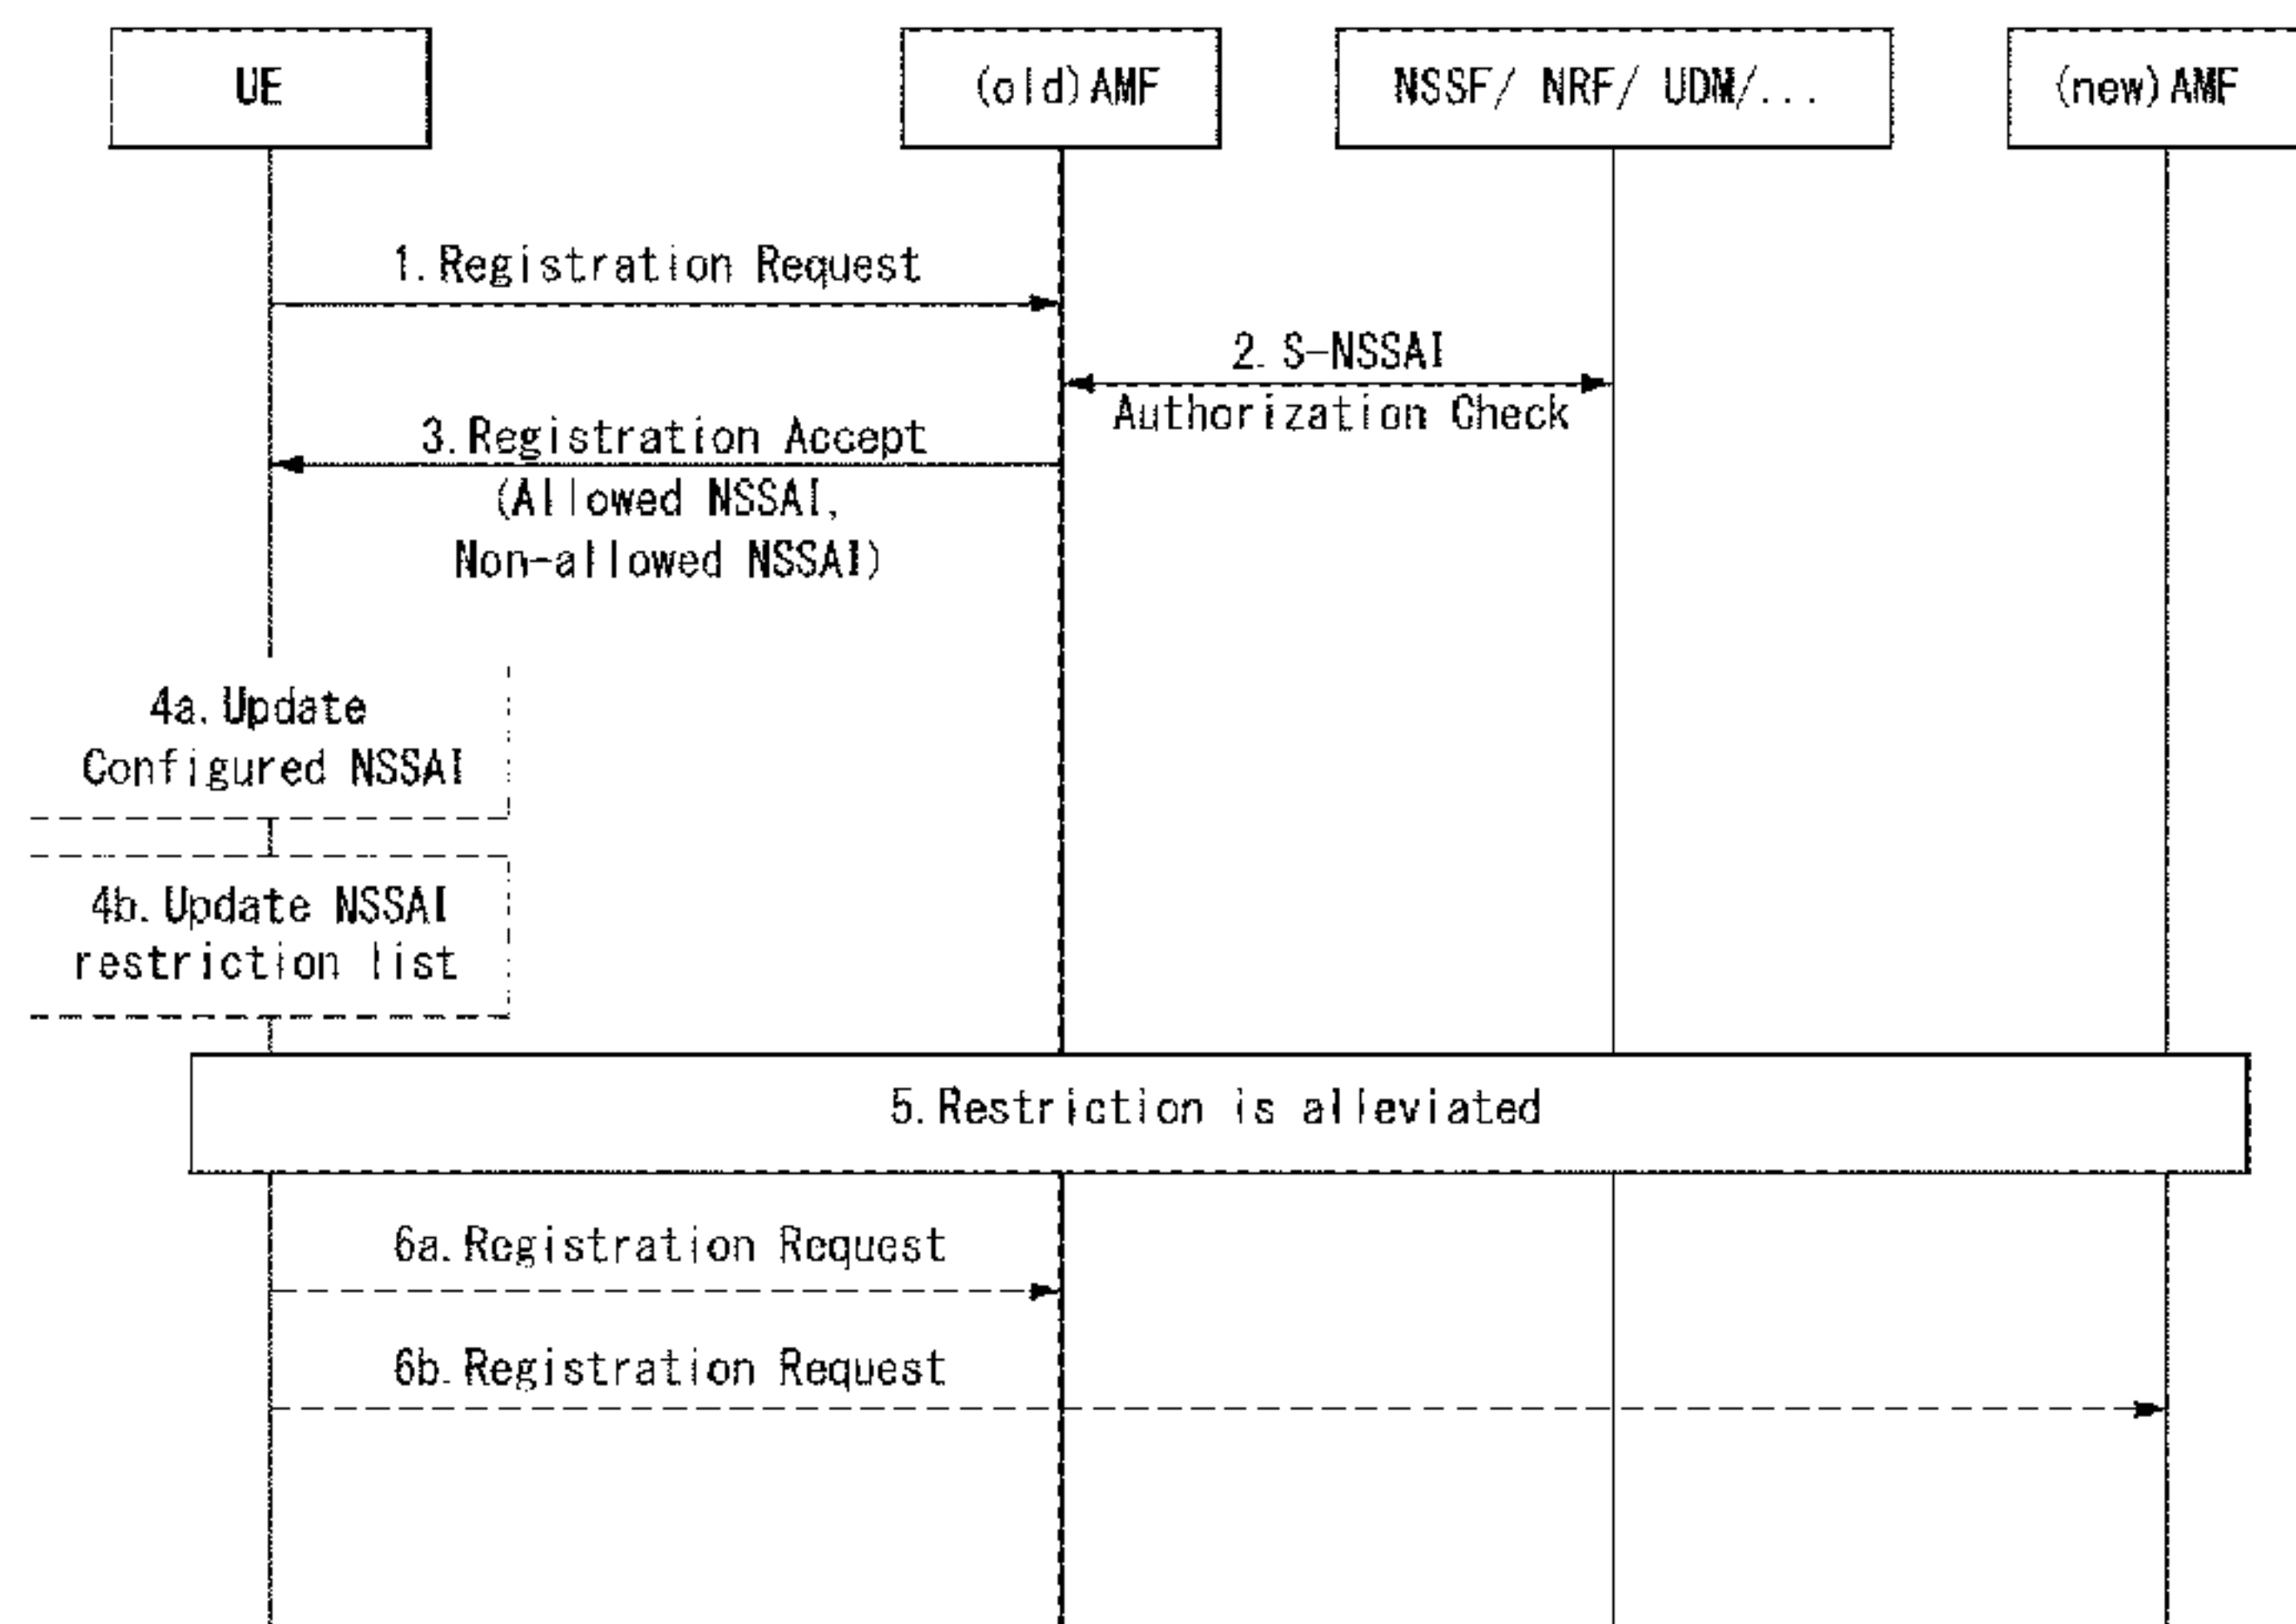 UE
(old)AMF
NSSF/ NRF/ UDM/...
(new)AMF
1.Registration Request
2. S-NSSAI
Authorization Check
3.Registration Accept
(Allowed NSSAI,
Non-allowed NSSAI)
4a.Update
Configured NSSAI
4b.Update NSSAI
restriction list
5.Restriction is alleviated
6a.Registration Request
6b.Registration Request